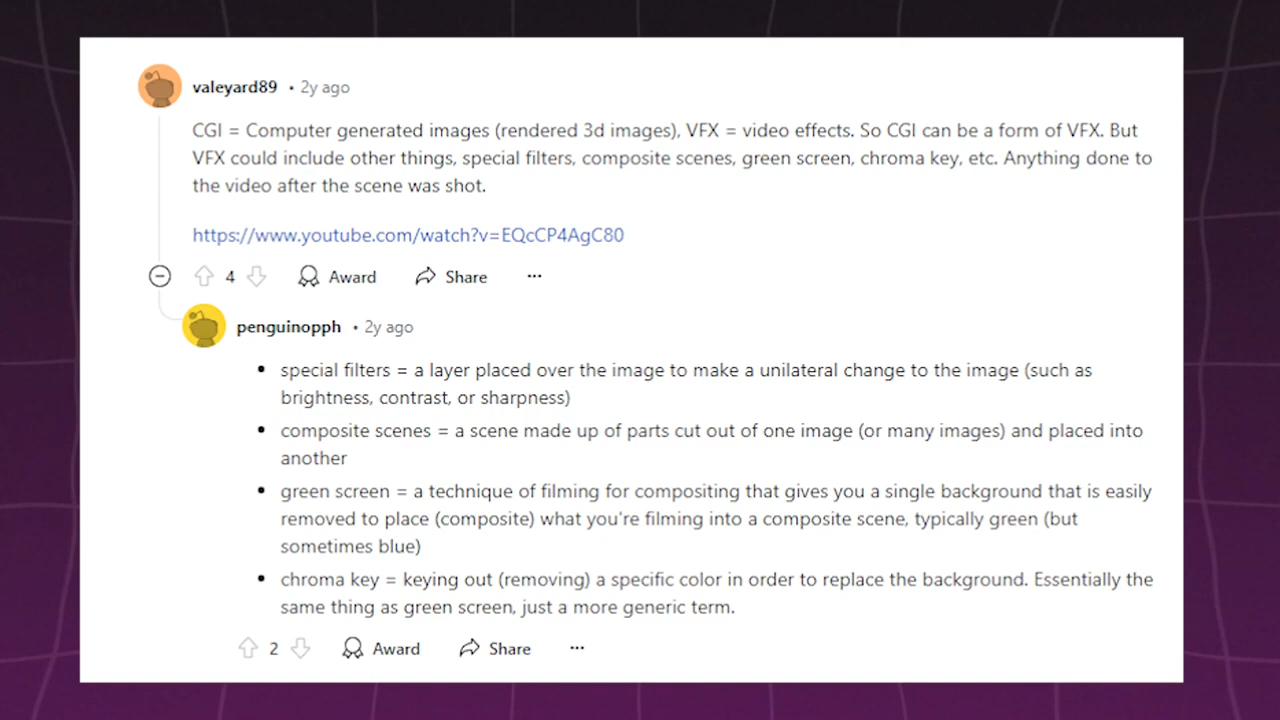 valeyard89 • 2y ago
CGI = Computer generated images (rendered 3d images), VFX = video effects. So CGI can be a form of VFX. But
VFX could include other things, special filters, composite scenes, green screen, chroma key, etc. Anything done to
the video after the scene was shot.
https://www.youtube.com/watch?v=EQcCP4AgC80
4 Award Share ...
penguinopph • 2y ago
• special filters = a layer placed over the image to make a unilateral change to the image (such as
brightness, contrast, or sharpness)
• composite scenes = a scene made up of parts cut out of one image (or many images) and placed into
another
• green screen = a technique of filming for compositing that gives you a single background that is easily
removed to place (composite) what you're filming into a composite scene, typically green (but
sometimes blue)
• chroma key = keying out (removing) a specific color in order to replace the background. Essentially the
same thing as green screen, just a more generic term.
2 Award Share ...